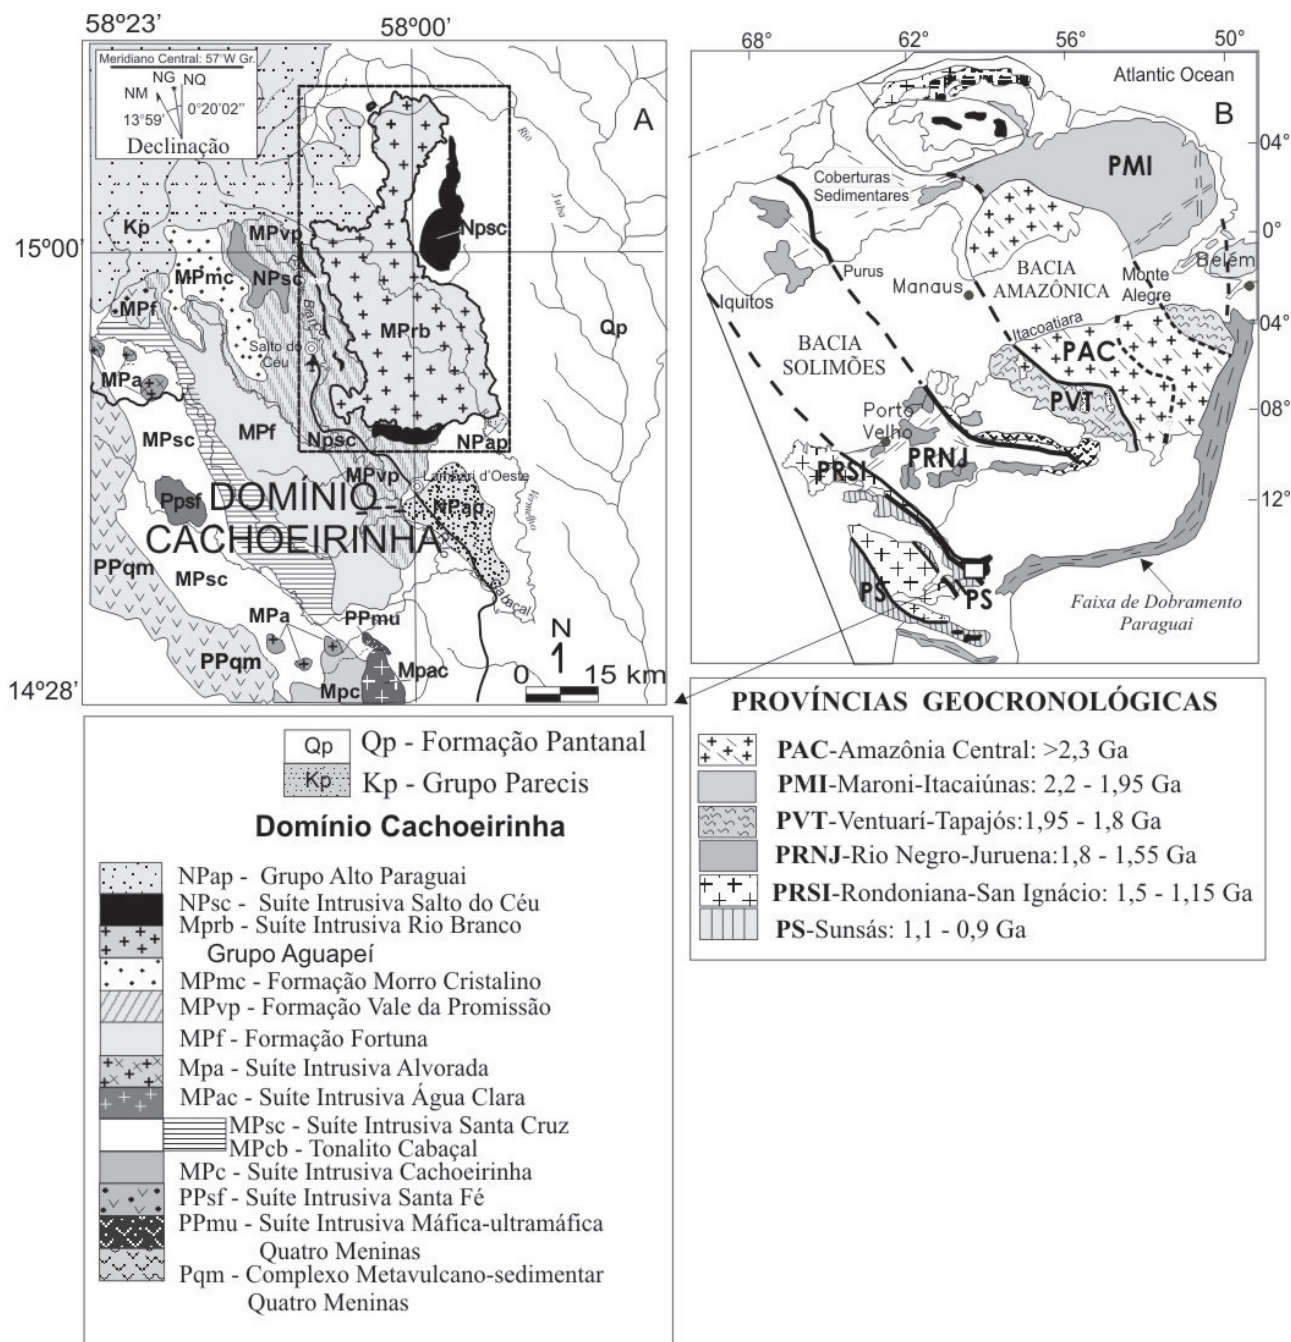 58º23’
58º00’
Meridiano Central: 57°W Gr.
NG
NQ
NM
0°20’02”
13°59’
Declinação
A
Rio
Juba
Kp
MPvp
Npsc
15º00’
MPmc
NPsc
MPf
Salto do
Céu
MPrb
Qp
MPa
MPsc
MPf
Npsc
NPap
MPvp
Lambari d’Oeste
Vermelho
Ppsf
DOMÍNIO
NPap
CACHOEIRINHA
PPqm
MPsc
Cabaçal
MPa
PPmu
N
PPqm
Mpac
Mpc
0
15 km
14º28’
68°
62°
56°
50°
Atlantic Ocean
B
04°
PMI
Coberturas
Sedimentares
0°
Belém
Purus
BACIA
AMAZÔNICA
Monte
Alegre
Manaus
Iquitos
Itacoatiara
04°
BACIA
SOLIMÕES
PAC
PVT
08°
Porto
Velho
PRNJ
PRSI
12°
PS
PS
Faixa de Dobramento
Paraguai
Qp
Qp - Formação Pantanal
Kp
Kp - Grupo Parecis
Domínio Cachoeirinha
NPap - Grupo Alto Paraguai
NPsc - Suíte Intrusiva Salto do Céu
Mprb - Suíte Intrusiva Rio Branco
Grupo Aguapeí
MPmc - Formação Morro Cristalino
MPvp - Formação Vale da Promissão
MPf - Formação Fortuna
Mpa - Suíte Intrusiva Alvorada
MPac - Suíte Intrusiva Água Clara
MPsc - Suíte Intrusiva Santa Cruz
MPcb - Tonalito Cabaçal
MPc - Suíte Intrusiva Cachoeirinha
PPsf - Suíte Intrusiva Santa Fé
PPmu - Suíte Intrusiva Máfica-ultramáfica
Quatro Meninas
Pqm - Complexo Metavulcano-sedimentar
Quatro Meninas
PROVÍNCIAS GEOCRONOLÓGICAS
PAC-Amazônia Central: >2,3 Ga
PMI-Maroni-Itacaiúnas: 2,2 - 1,95 Ga
PVT-Ventuarí-Tapajós:1,95 - 1,8 Ga
PRNJ-Rio Negro-Juruena:1,8 - 1,55 Ga
PRSI-Rondoniana-San Ignácio: 1,5 - 1,15 Ga
PS-Sunsás: 1,1 - 0,9 Ga